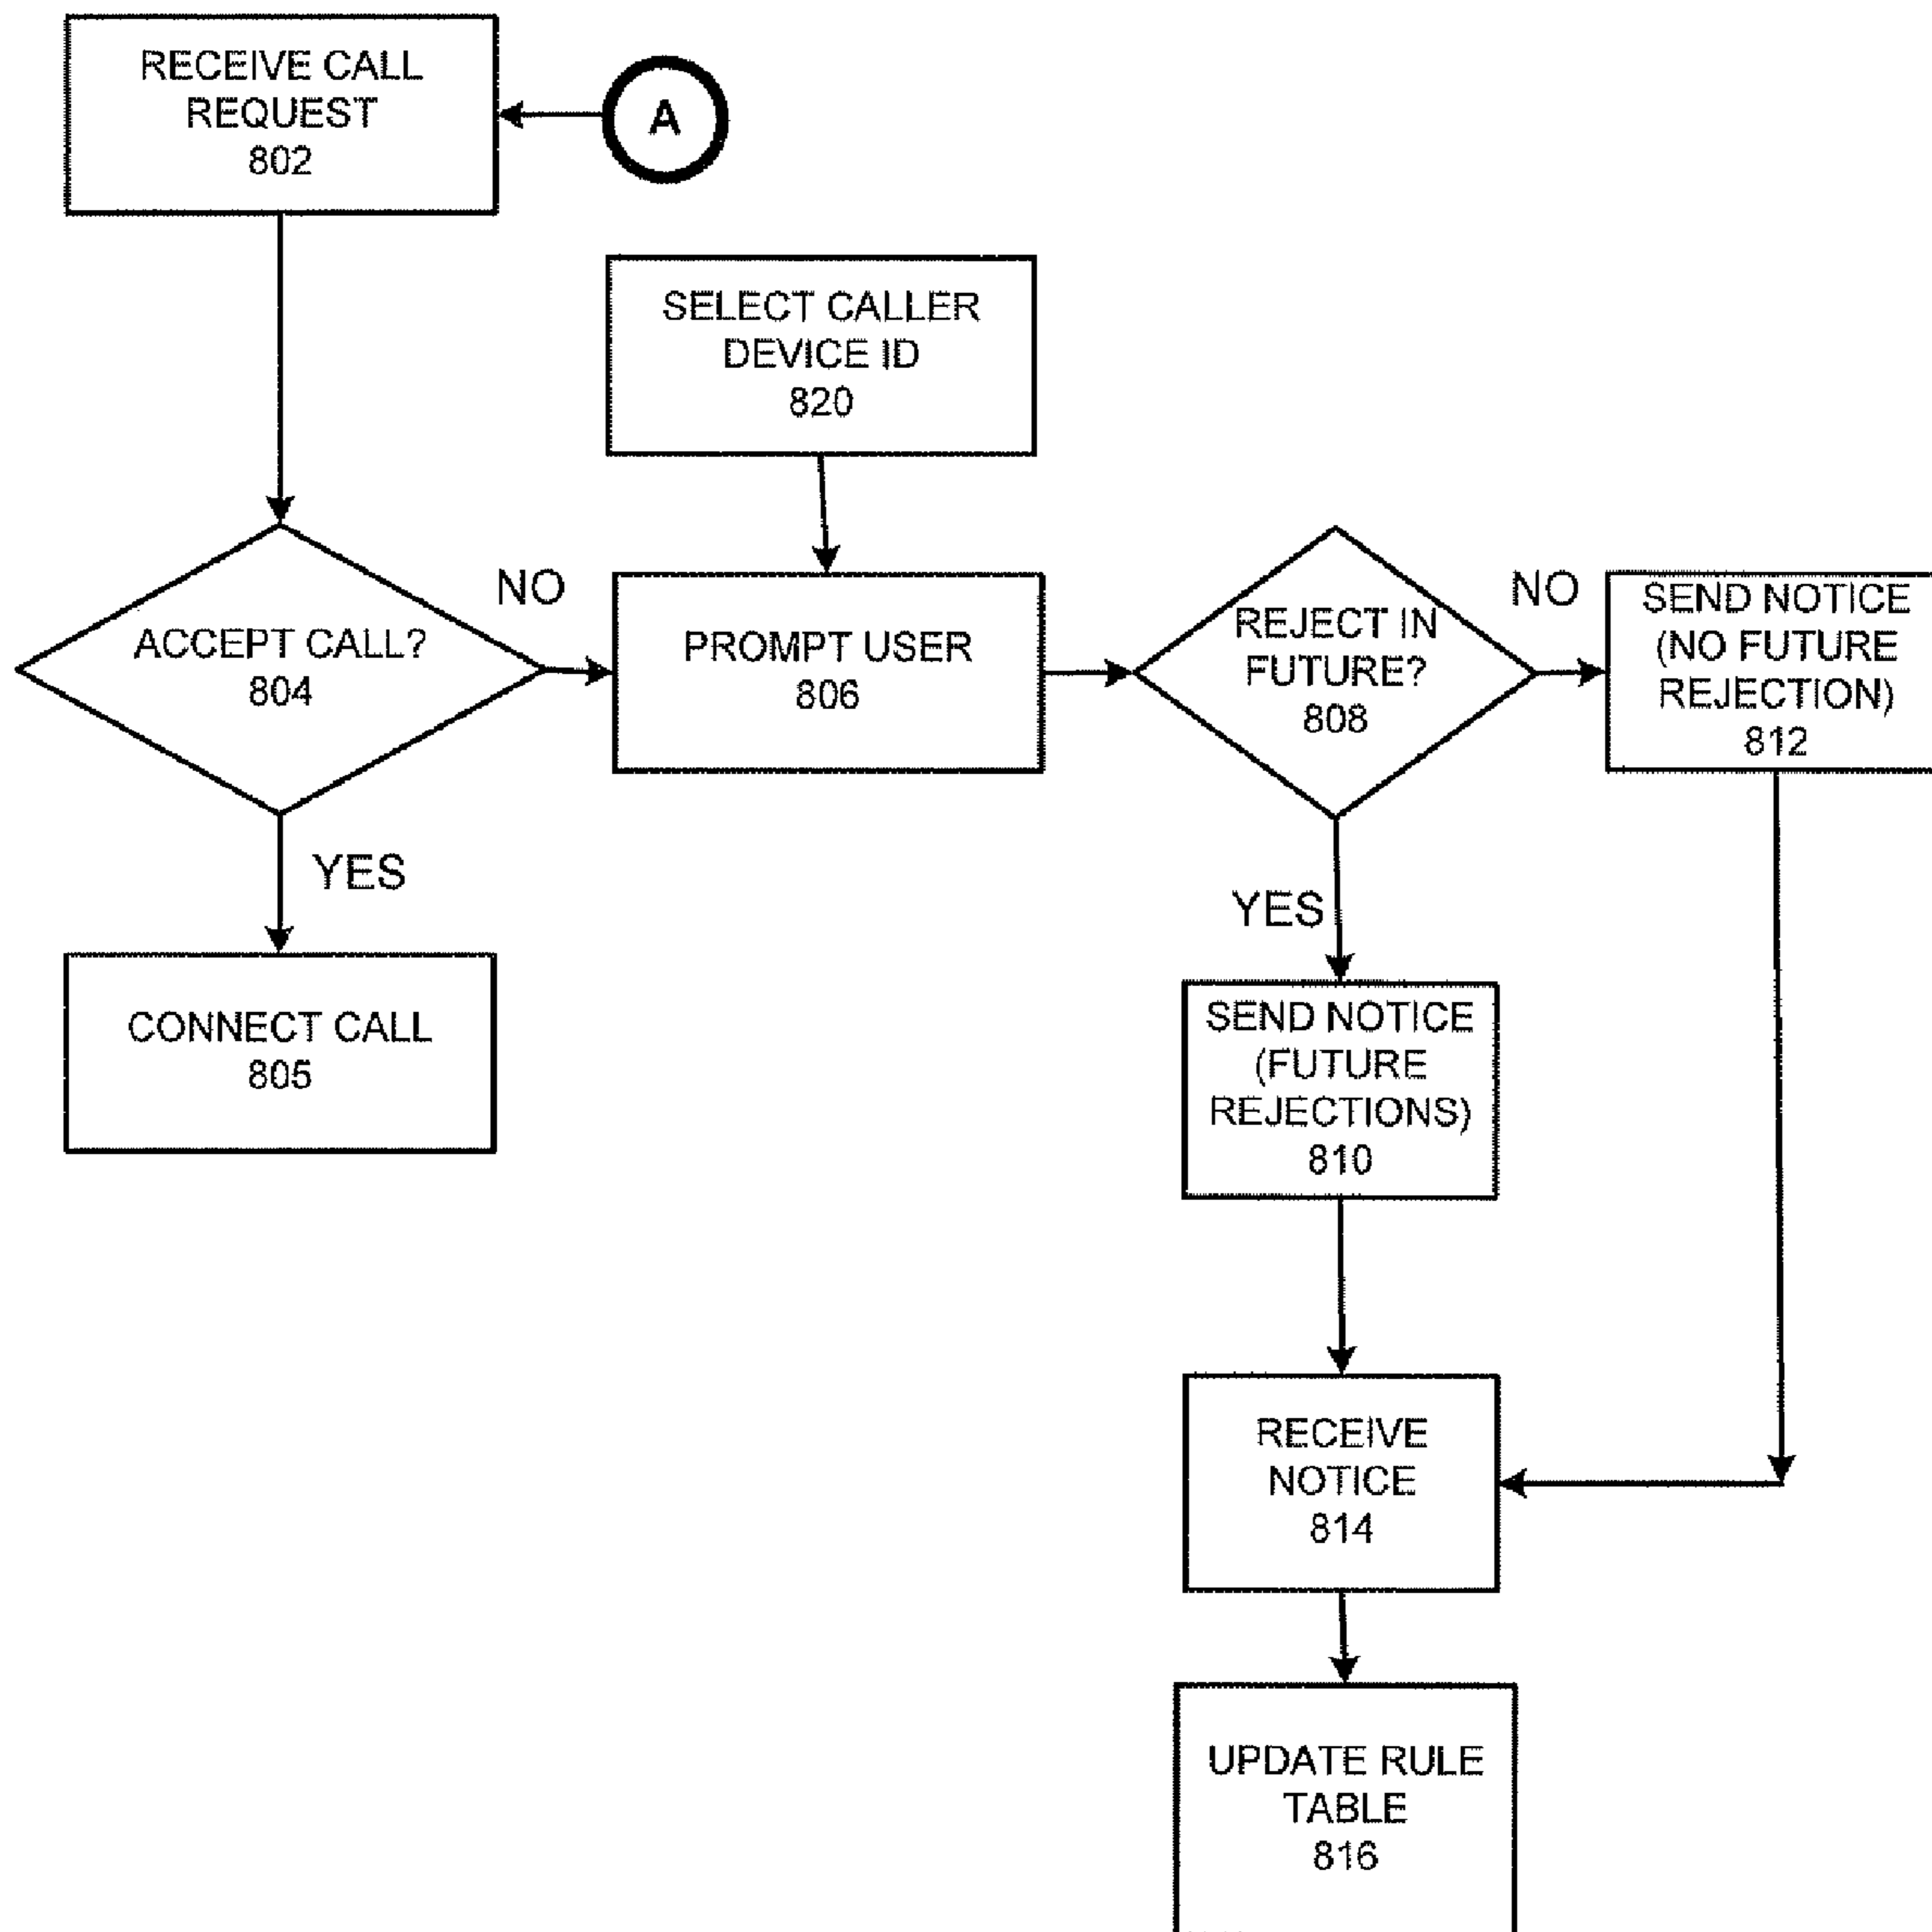 RECEIVE CALL
REQUEST
802
A
SELECT CALLER
DEVICE ID
820
ACCEPT CALL?
804
NO
PROMPT USER
806
REJECT IN
FUTURE?
808
NO
SEND NOTICE
(NO FUTURE
REJECTION)
812
YES
CONNECT CALL
805
YES
SEND NOTICE
(FUTURE
REJECTIONS)
810
RECEIVE
NOTICE
814
UPDATE RULE
TABLE
816